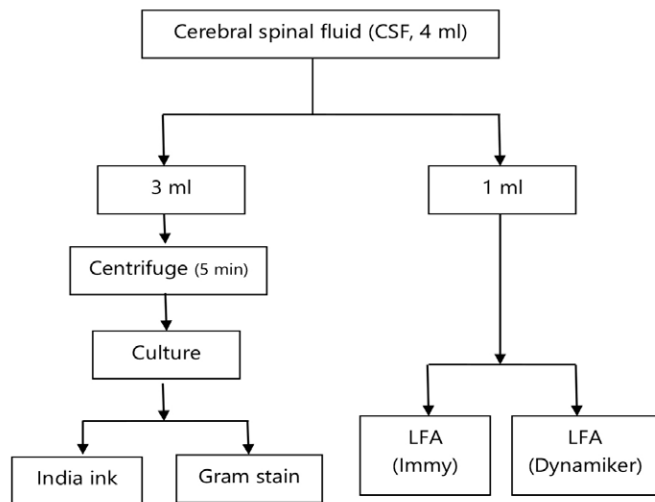 Cerebral spinal fluid (CSF, 4 ml)
3 ml
1 ml
Centrifuge (5 min)
Culture
LFA
(Immy)
LFA
(Dynamiker)
India ink
Gram stain